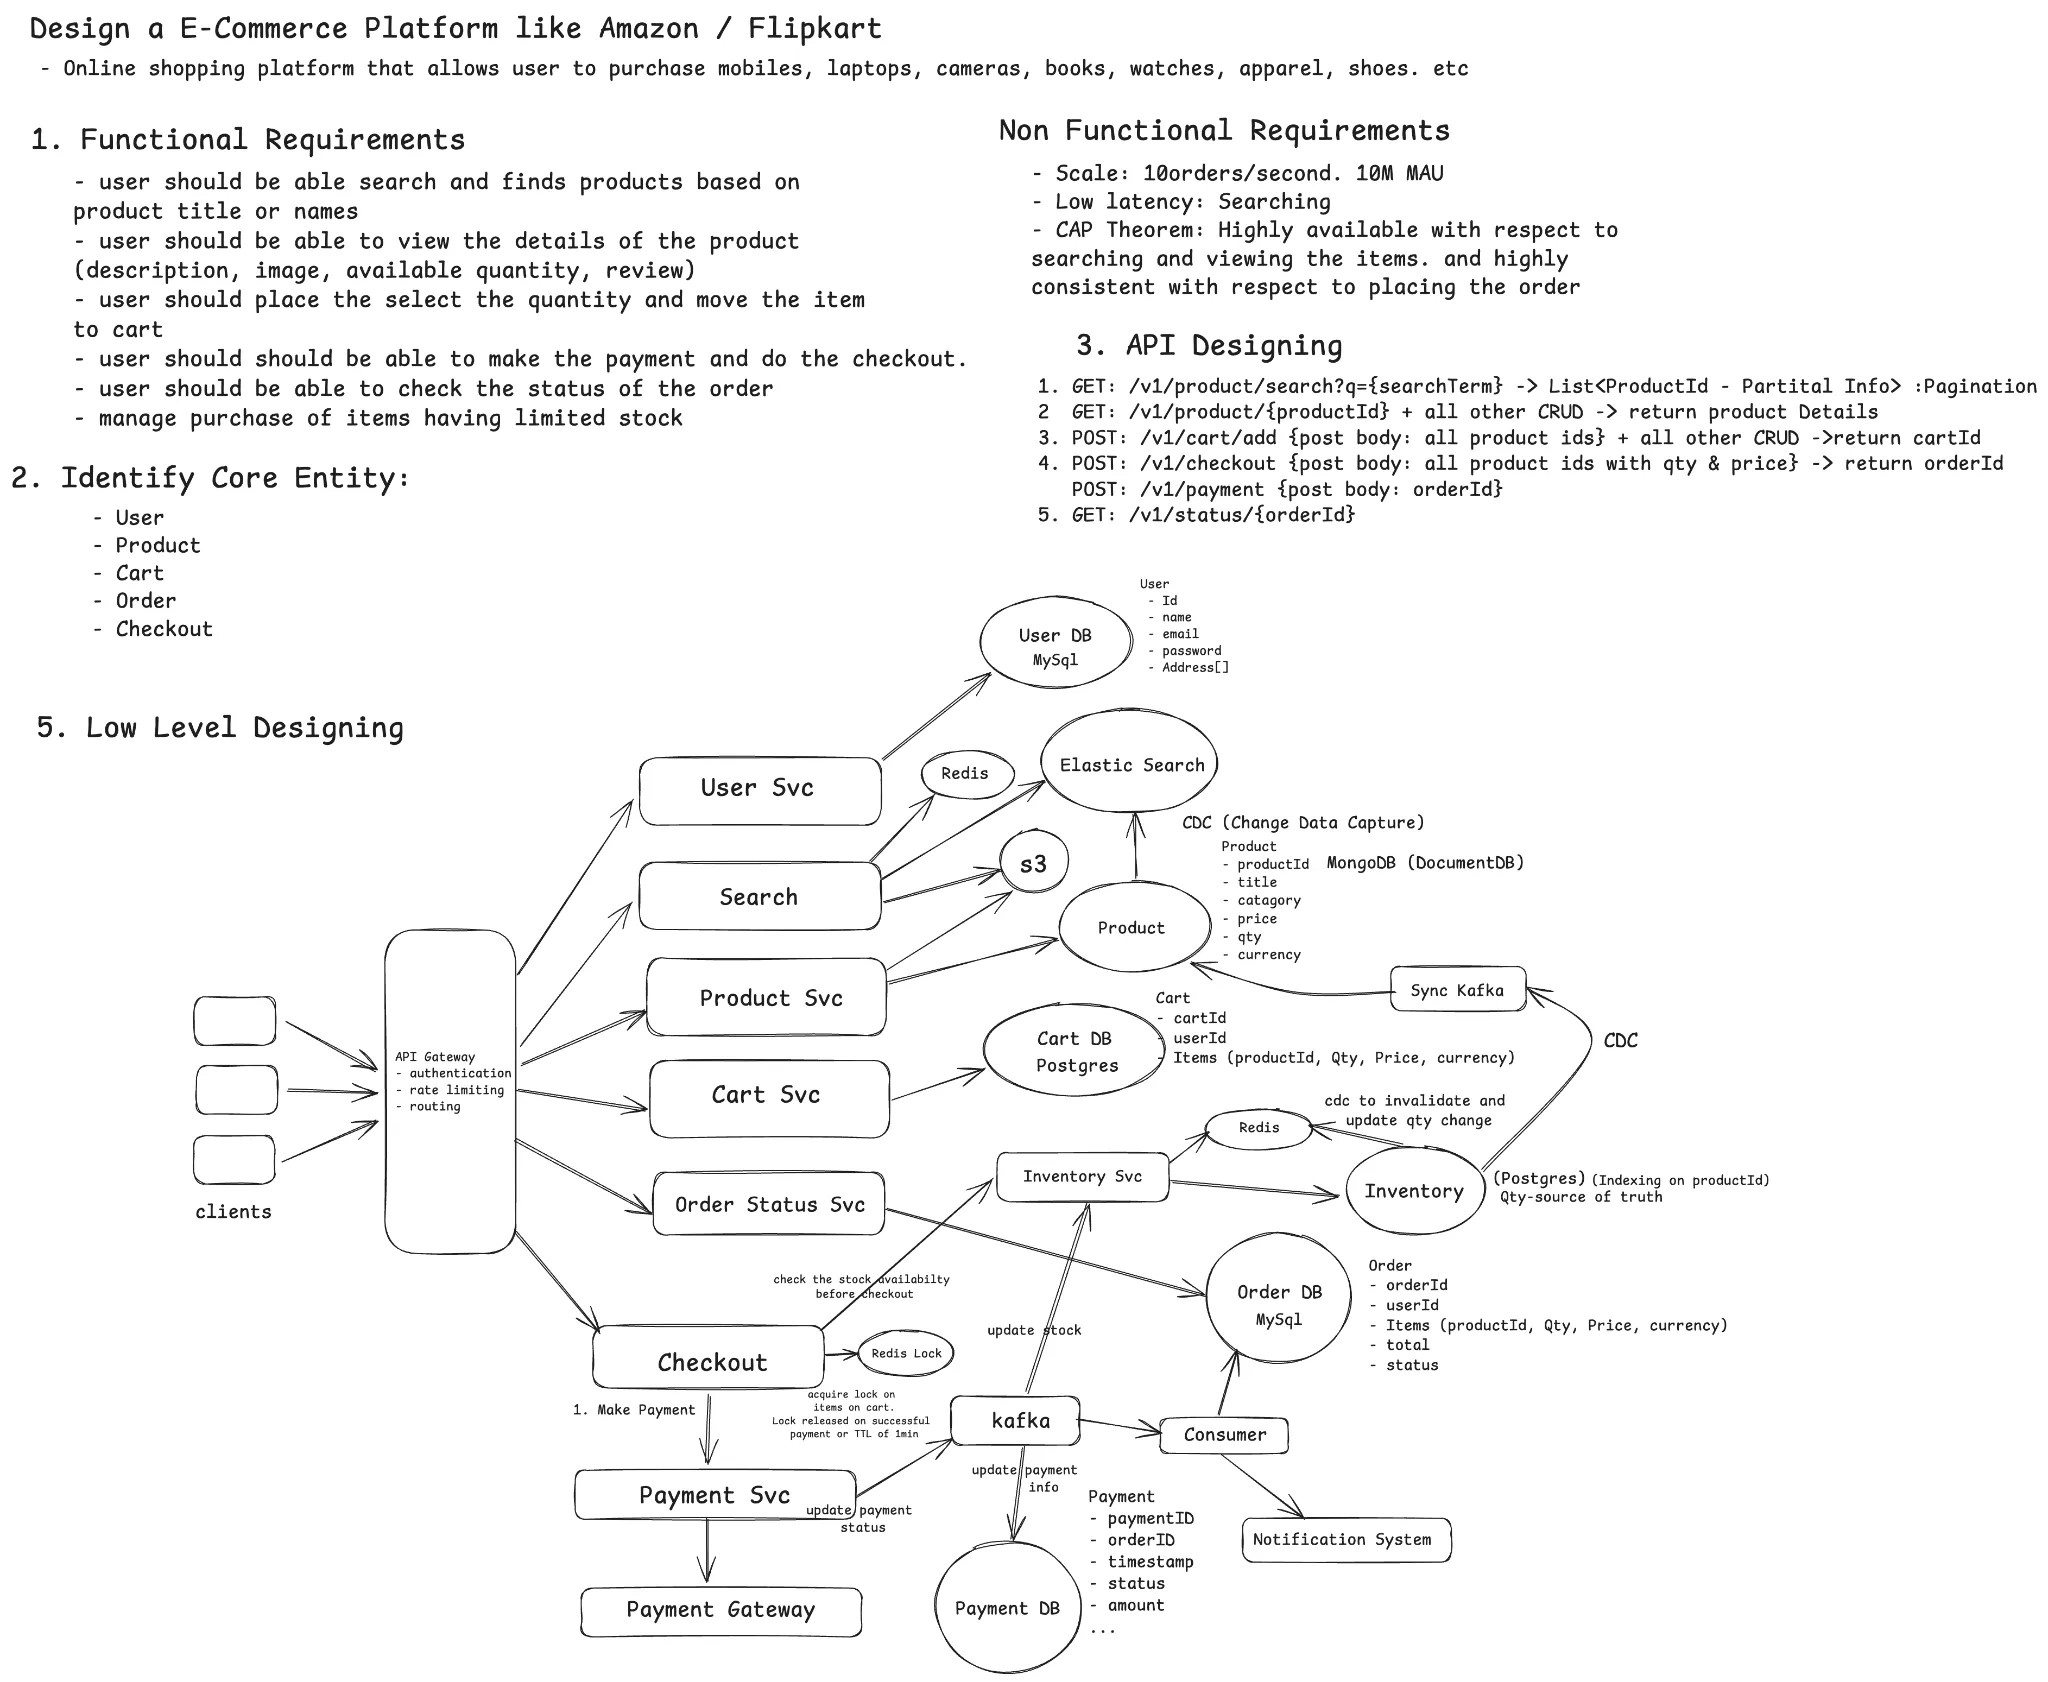 Design a E-Commerce Platform like Amazon / Flipkart
- Online shopping platform that allows user to purchase mobiles, laptops, cameras, books, watches, apparel, shoes. etc
1. Functional Requirements
- user should be able search and finds products based on
product title or names
- user should be able to view the details of the product
(description, image, available quantity, review)
- user should place the select the quantity and move the item
to cart
- user should should be able to make the payment and do the checkout.
- user should be able to check the status of the order
- manage purchase of items having limited stock
Non Functional Requirements
- Scale: 10orders/second. 10M MAU
- Low latency: Searching
- CAP Theorem: Highly available with respect to
searching and viewing the items. and highly
consistent with respect to placing the order
2. Identify Core Entity:
- User
- Product
- Cart
- Order
- Checkout
3. API Designing
1. GET: /v1/product/search?q={searchTerm} -> List<ProductId - Partital Info> :Pagination
2 GET: /v1/product/{productId} + all other CRUD -> return product Details
3. POST: /v1/cart/add {post body: all product ids} + all other CRUD ->return cartId
4. POST: /v1/checkout {post body: all product ids with qty & price} -> return orderId
POST: /v1/payment {post body: orderId}
5. GET: /v1/status/{orderId}
5. Low Level Designing
clients
API Gateway
- authentication
- rate limiting
- routing
User Svc
Search
Product Svc
Cart Svc
Order Status Svc
Checkout
User DB
MySql
User
- Id
- name
- email
- password
- Address[]
Redis
Elastic Search
s3
CDC (Change Data Capture)
Product
Product
- productId
- title
- catagory
- price
- qty
- currency
MongoDB (DocumentDB)
Sync Kafka
CDC
Cart DB
Postgres
Cart
- cartId
- userId
- Items (productId, Qty, Price, currency)
cdc to invalidate and
update qty change
Redis
Inventory Svc
Inventory
(Postgres) (Indexing on productId)
Qty-source of truth
check the stock availabilty
before checkout
Order DB
MySql
Order
- orderId
- userId
- Items (productId, Qty, Price, currency)
- total
- status
Redis Lock
acquire lock on
items on cart.
Lock released on successful
payment or TTL of 1min
update stock
1. Make Payment
kafka
Consumer
Payment Svc
update payment
status
update payment
info
Payment DB
Payment
- paymentID
- orderID
- timestamp
- status
- amount
...
Notification System
Payment Gateway